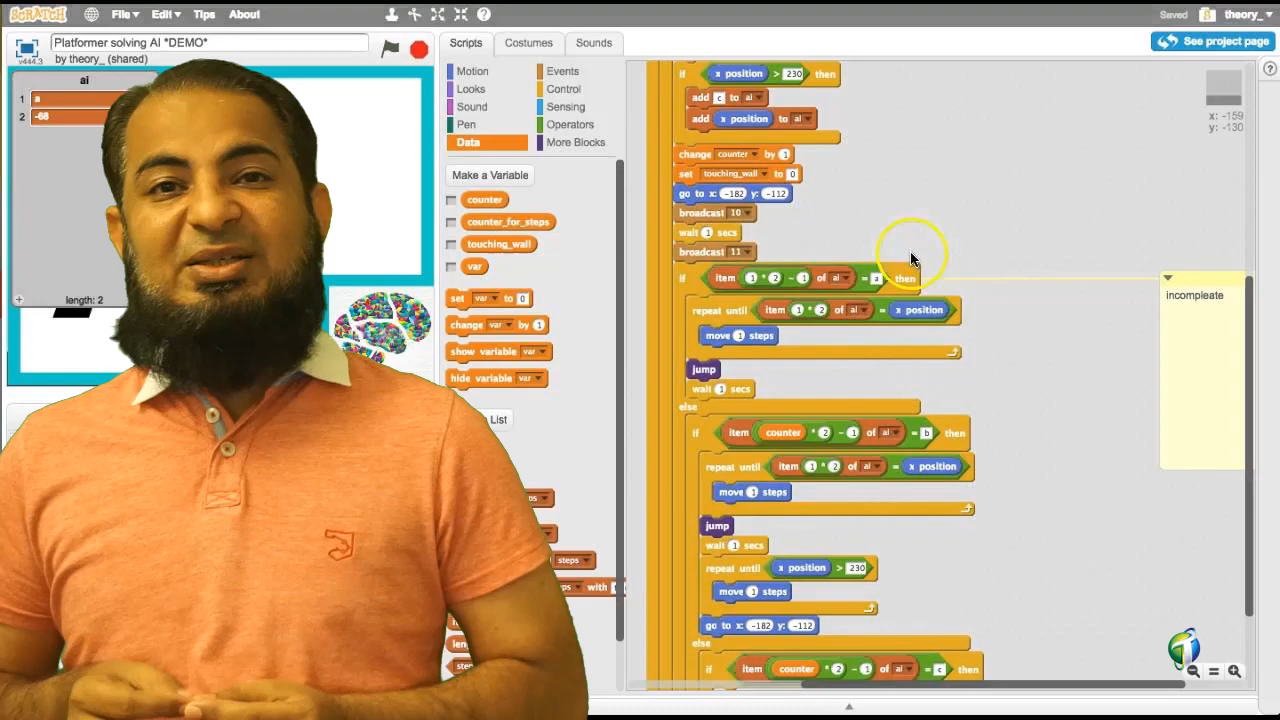 SCRATCH File Edit Tips About Saved theory_
Platformer solving AI *DEMO*
by theory_ (shared)
v444.3
Scripts Costumes Sounds
See project page
ai
1 a
2 -68
length: 2
Motion Events
Looks Control
Sound Sensing
Pen Operators
Data More Blocks
Make a Variable
counter
counter_for_steps
touching_wall
var
set var to 0
change var by 1
show variable var
hide variable var
List
steps
with
x: -159
y: -130
if x position > 230 then
add c to ai
add x position to ai
change counter by 1
set touching_wall to 0
go to x: -182 y: -112
broadcast 10
wait 1 secs
broadcast 11
if item 1 * 2 - 1 of ai = a then
repeat until item 1 * 2 of ai = x position
move 1 steps
jump
wait 1 secs
else
if item counter * 2 - 1 of ai = b then
repeat until item 1 * 2 of ai = x position
move 1 steps
jump
wait 1 secs
repeat until x position > 230
move 1 steps
go to x: -182 y: -112
else
if item counter * 2 - 1 of ai = c then
incompleate